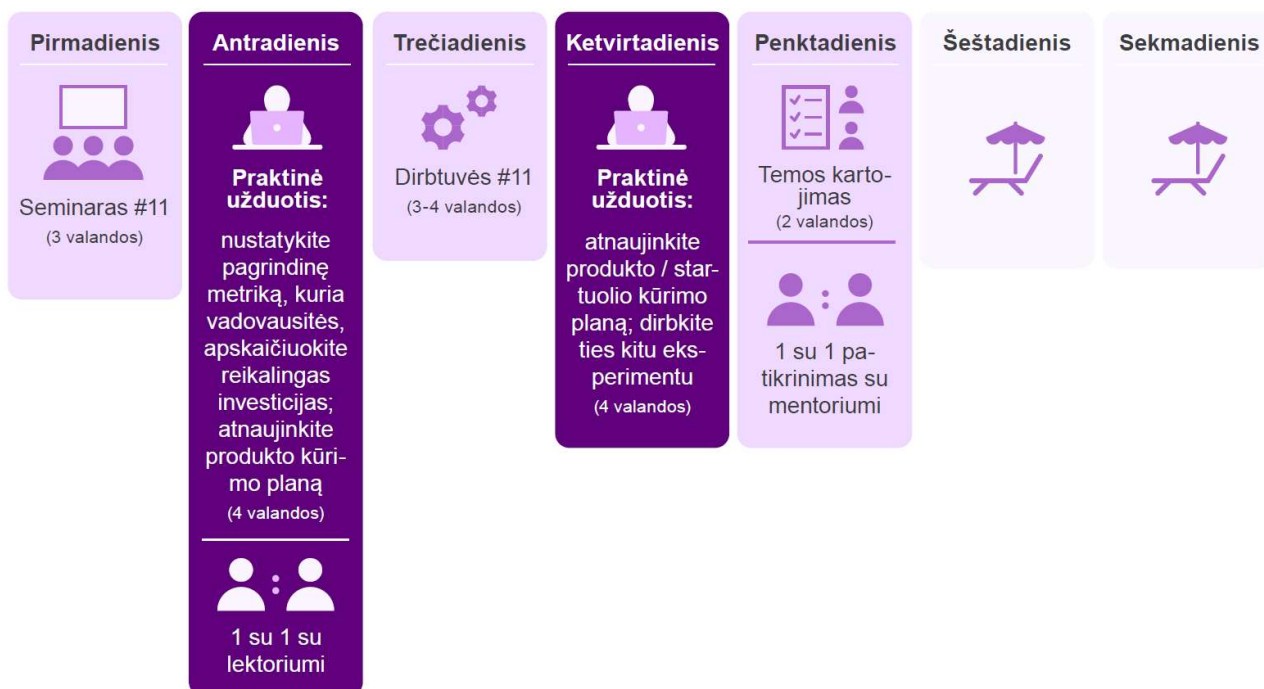 Pirmadienis
Seminaras #11
(3 valandos)
Antradienis
Praktinė
užduotis:
nustatykite
pagrindinę
metriką, kuria
vadovausitės,
apskaičiuokite
reikalingas
investicijas;
atnaujinkite
produkto kūri-
mo planą
(4 valandos)
1 su 1 su
lektoriumi
Trečiadienis
Dirbtuvės #11
(3-4 valandos)
Ketvirtadienis
Praktinė
užduotis:
atnaujinkite
produkto / star-
tuolio kūrimo
planą; dirbkite
ties kitu eks-
perimentu
(4 valandos)
Penktadienis
Temos karto-
jimas
(2 valandos)
1 su 1 pa-
tikrinimas su
mentoriumi
Šeštadienis
Sekmadienis